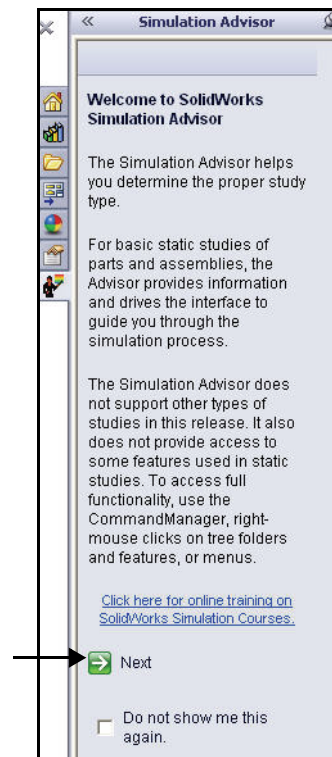 Simulation Advisor
Welcome to SolidWorks
Simulation Advisor
The Simulation Advisor helps
you determine the proper study
type.
For basic static studies of
parts and assemblies, the
Advisor provides information
and drives the interface to
guide you through the
simulation process.
The Simulation Advisor does
not support other types of
studies in this release. It also
does not provide access to
some features used in static
studies. To access full
functionality, use the
CommandManager, right-
mouse clicks on tree folders
and features, or menus.
Click here for online training on
SolidWorks Simulation Courses.
Next
Do not show me this
again.